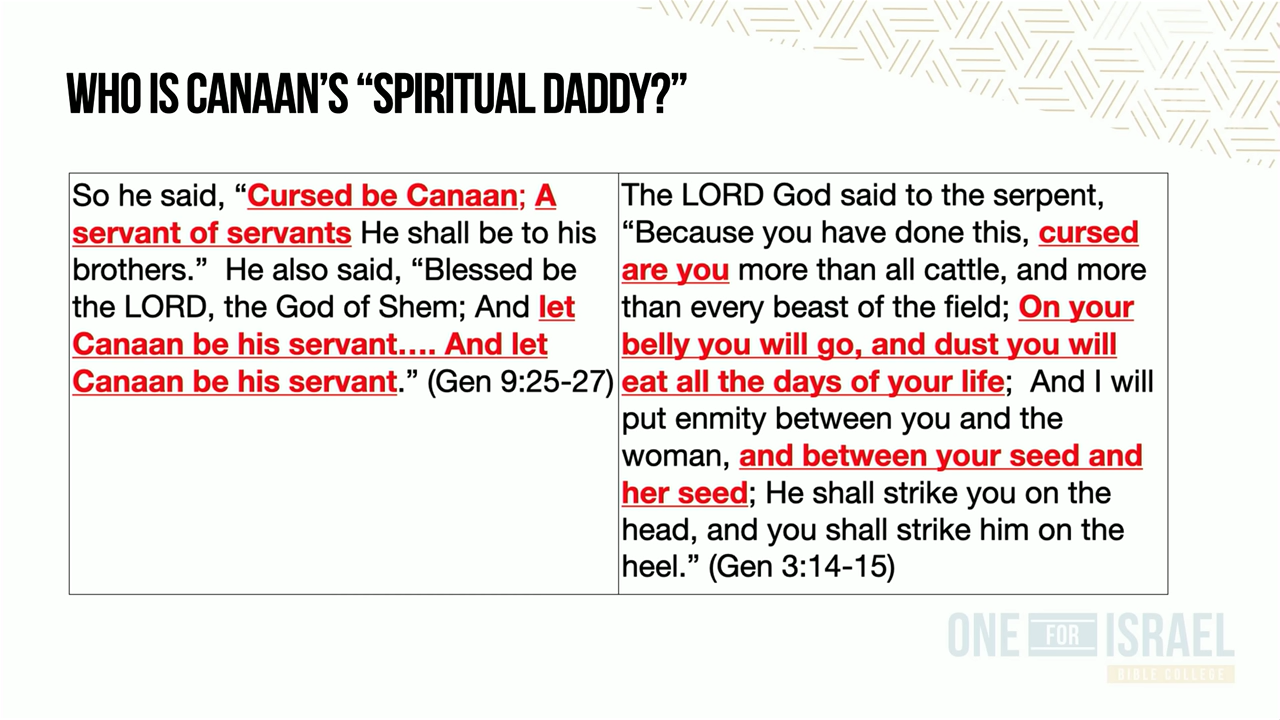 WHO IS CANAAN’S “SPIRITUAL DADDY?”
So he said, “Cursed be Canaan; A
servant of servants He shall be to his
brothers.”  He also said, “Blessed be
the LORD, the God of Shem; And let
Canaan be his servant…. And let
Canaan be his servant.” (Gen 9:25-27)
The LORD God said to the serpent,
“Because you have done this, cursed
are you more than all cattle, and more
than every beast of the field; On your
belly you will go, and dust you will
eat all the days of your life;  And I will
put enmity between you and the
woman, and between your seed and
her seed; He shall strike you on the
head, and you shall strike him on the
heel.” (Gen 3:14-15)
ONE FOR ISRAEL
BIBLE COLLEGE